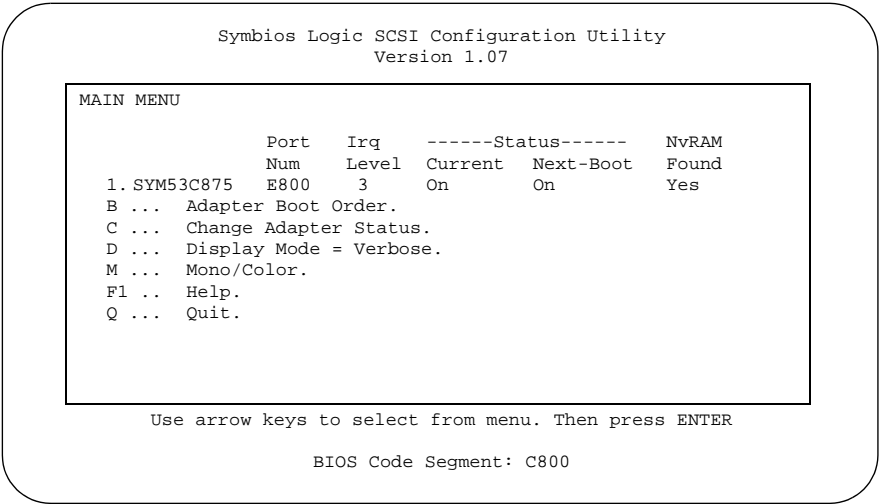 Symbios Logic SCSI Configuration Utility
Version 1.07
MAIN MENU
Port Irq ------Status------ NvRAM
Num Level Current Next-Boot Found
1. SYM53C875 E800 3 On On Yes
B ... Adapter Boot Order.
C ... Change Adapter Status.
D ... Display Mode = Verbose.
M ... Mono/Color.
F1 .. Help.
Q ... Quit.
Use arrow keys to select from menu. Then press ENTER
BIOS Code Segment: C800